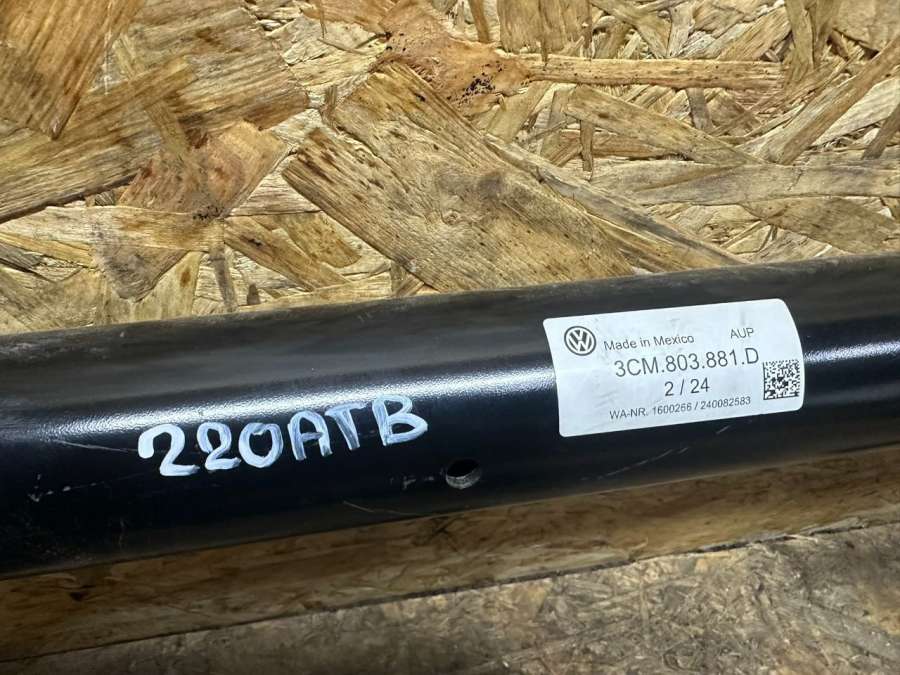 Made in Mexico AUP
3CM.803.881.D
2 / 24
WA-NR. 1600266 / 240082583
220ATB